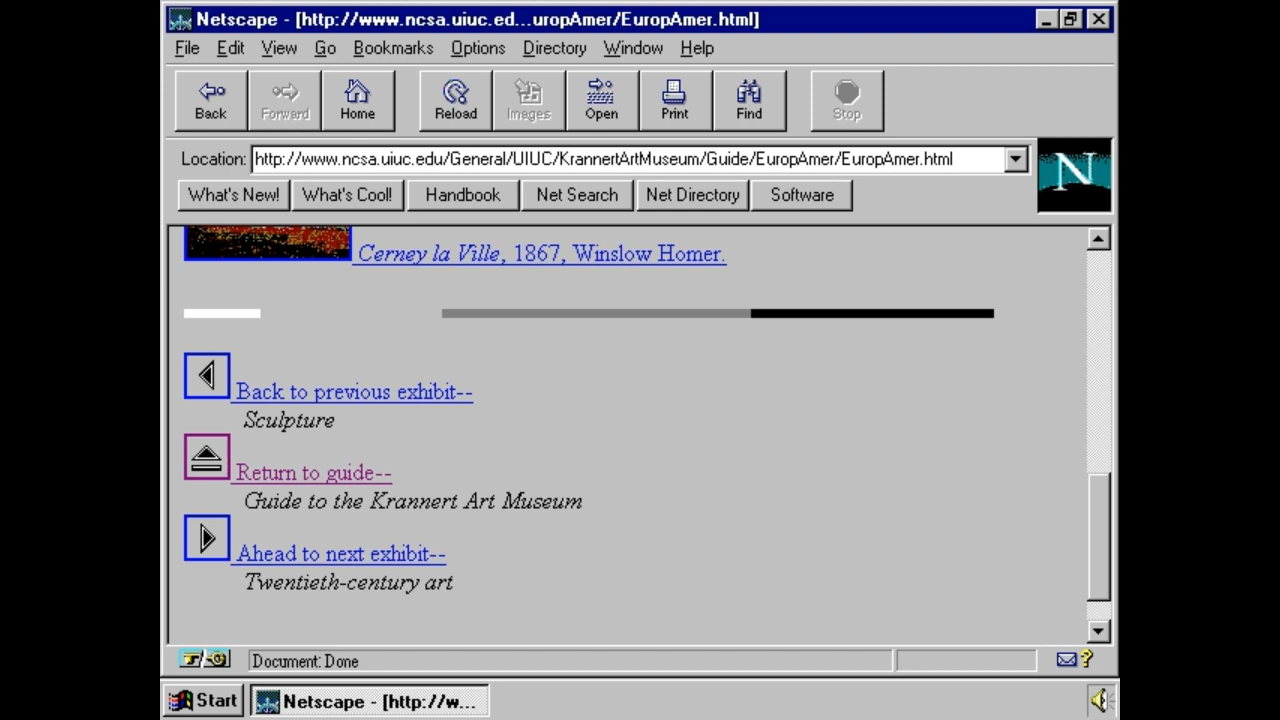 Netscape - [http://www.ncsa.uiuc.ed...uropAmer/EuropAmer.html]
File Edit View Go Bookmarks Options Directory Window Help
Back Forward Home Reload Images Open Print Find Stop
Location: http://www.ncsa.uiuc.edu/General/UIUC/KrannertArtMuseum/Guide/EuropAmer/EuropAmer.html
N
What's New! What's Cool! Handbook Net Search Net Directory Software
Cerney la Ville, 1867, Winslow Homer.
Back to previous exhibit--
Sculpture
Return to guide--
Guide to the Krannert Art Museum
Ahead to next exhibit--
Twentieth-century art
Document: Done
?
Start Netscape - [http://w...